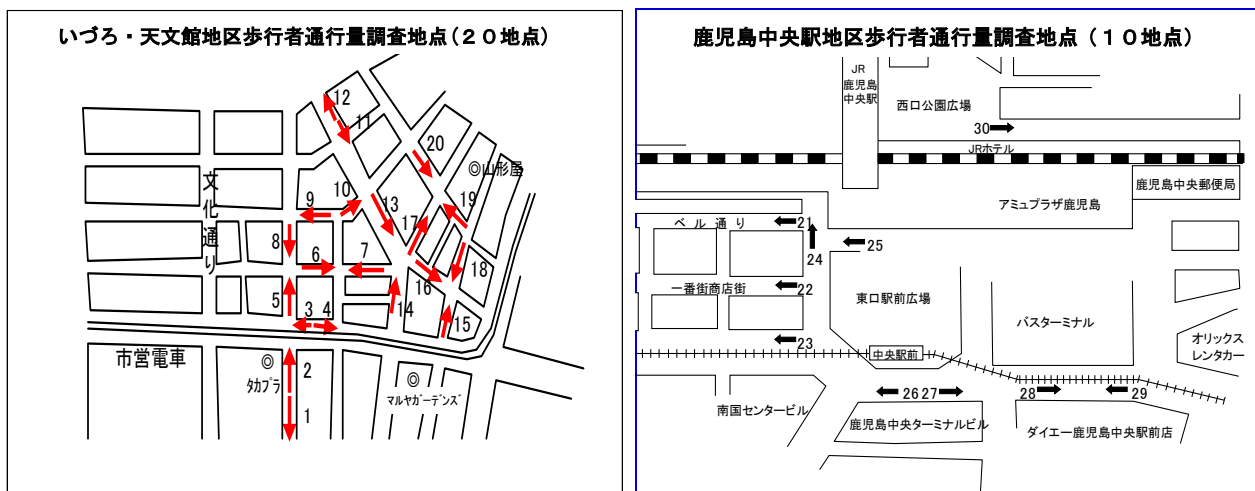 いづろ・天文館地区歩行者通行量調査地点(20地点)
12
11
20
◎山形屋
文化通り
9
10
13
19
17
8
6
7
18
5
3
4
16
14
15
市営電車
◎
タカプラ
2
◎
マルヤガーデンズ
1
鹿児島中央駅地区歩行者通行量調査地点(10地点)
JR
鹿児島
中央駅
西口公園広場
30
JRホテル
鹿児島中央郵便局
アミュプラザ鹿児島
ベル通り
21
24
25
一番街商店街
22
東口駅前広場
バスターミナル
23
中央駅前
オリックス
レンタカー
26
27
28
29
南国センタービル
鹿児島中央ターミナルビル
ダイエー鹿児島中央駅前店